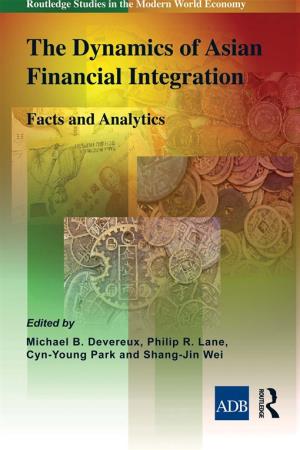 Routledge Studies in the Modern World Economy
The Dynamics of Asian
Financial Integration
Facts and Analytics
Edited by
Michael B. Devereux, Philip R. Lane,
Cyn-Young Park and Shang-Jin Wei
ADB
ROUTLEDGE